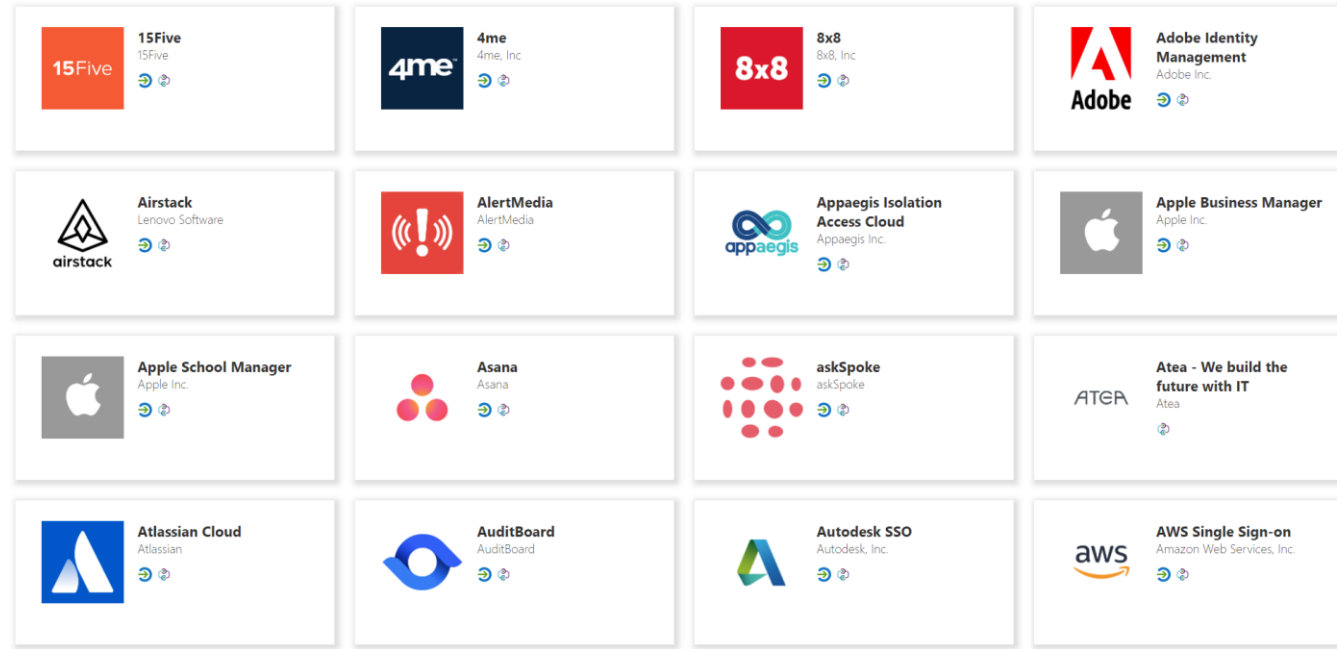 15Five
15Five
15Five
4me
4me
4me, Inc
8x8
8x8
8x8, Inc
Adobe
Adobe Identity
Management
Adobe Inc.
airstack
Airstack
Lenovo Software
AlertMedia
AlertMedia
appaegis
Appaegis Isolation
Access Cloud
Appaegis Inc.
Apple Business Manager
Apple Inc.
Apple School Manager
Apple Inc.
Asana
Asana
askSpoke
askSpoke
ATEA
Atea - We build the
future with IT
Atea
Atlassian Cloud
Atlassian
AuditBoard
AuditBoard
Autodesk SSO
Autodesk, Inc.
aws
AWS Single Sign-on
Amazon Web Services, Inc.